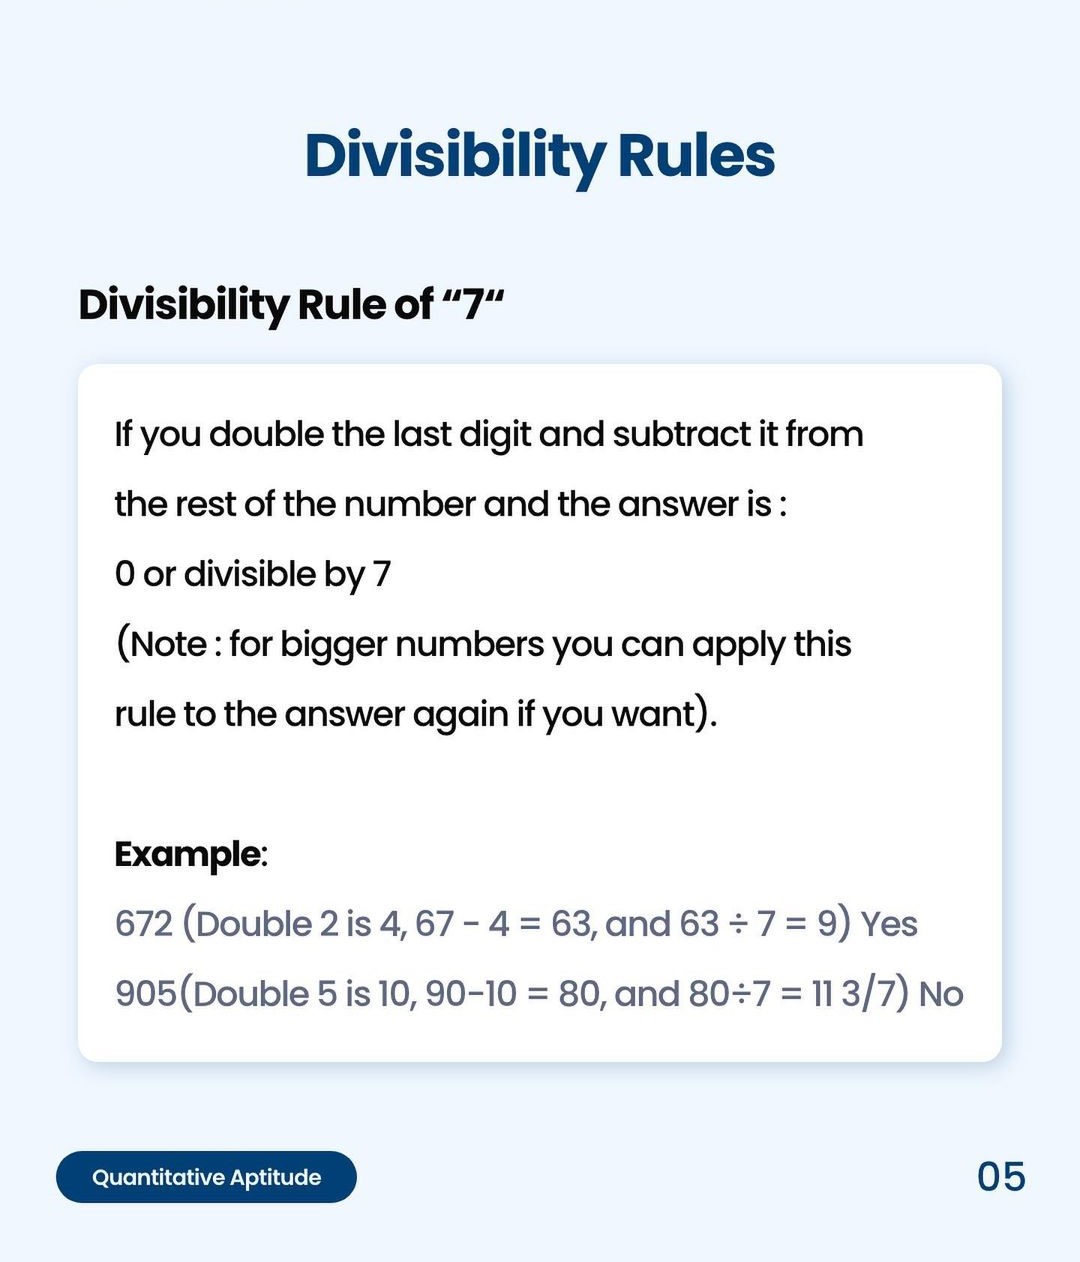 Divisibility Rules
Divisibility Rule of “7“
If you double the last digit and subtract it from
the rest of the number and the answer is :
0 or divisible by 7
(Note : for bigger numbers you can apply this
rule to the answer again if you want).
Example:
672 (Double 2 is 4, 67 - 4 = 63, and 63 ÷ 7 = 9) Yes
905(Double 5 is 10, 90-10 = 80, and 80÷7 = 11 3/7) No
Quantitative Aptitude
05